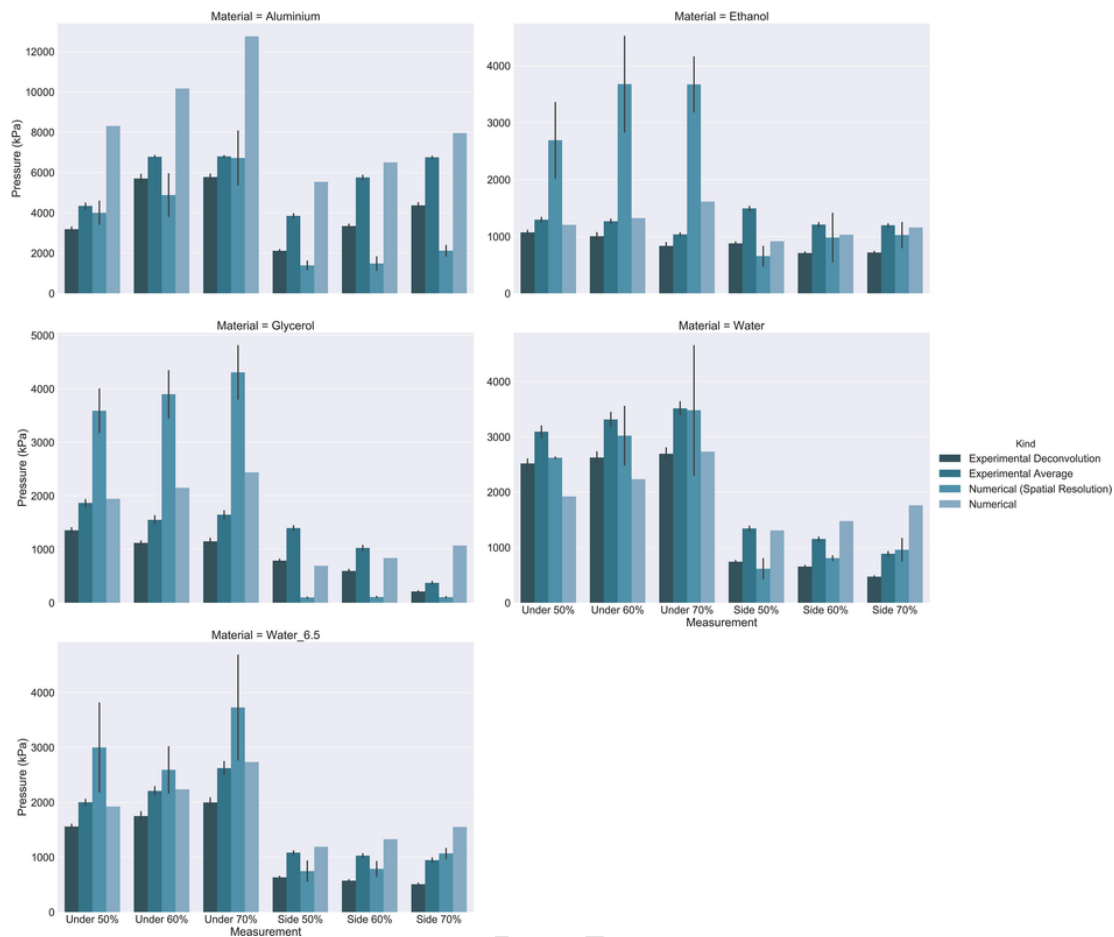 Material = Aluminium
Pressure (kPa)
12000
10000
8000
6000
4000
2000
0
Material = Ethanol
4000
3000
2000
1000
0
Material = Glycerol
Pressure (kPa)
5000
4000
3000
2000
1000
0
Material = Water
4000
3000
2000
1000
0
Under 50% Under 60% Under 70% Side 50% Side 60% Side 70%
Measurement
Kind
Experimental Deconvolution
Experimental Average
Numerical (Spatial Resolution)
Numerical
Material = Water_6.5
Pressure (kPa)
4000
3000
2000
1000
0
Under 50% Under 60% Under 70% Side 50% Side 60% Side 70%
Measurement